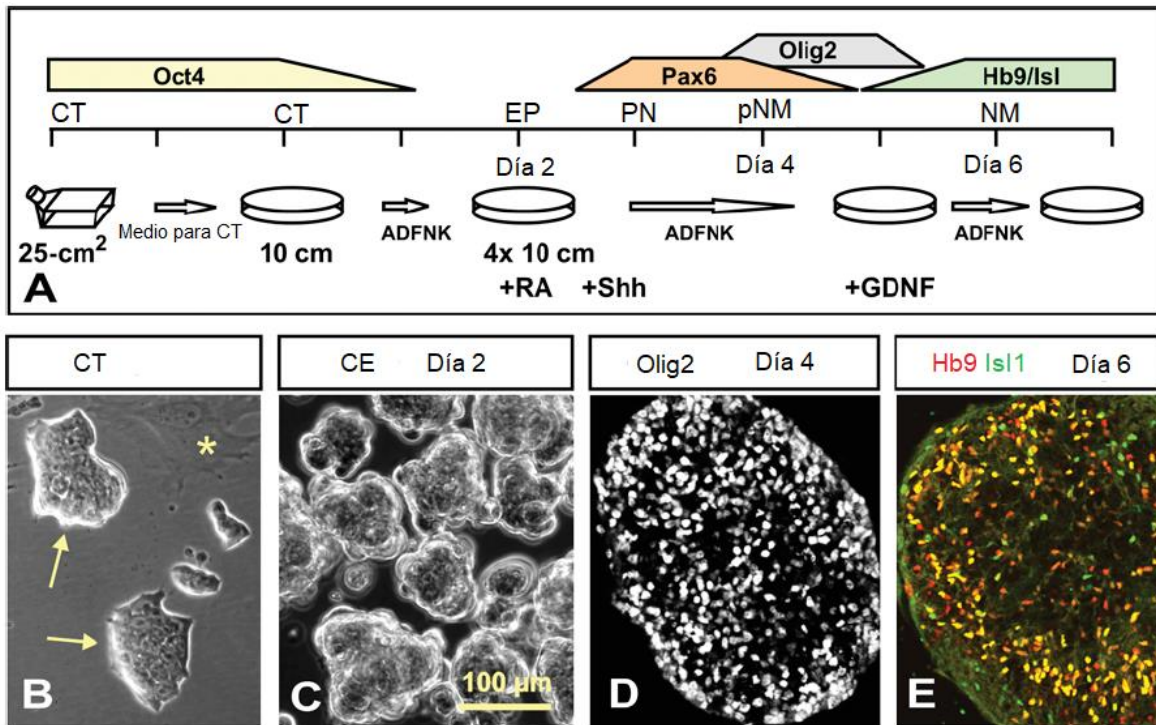 Oct4
Olig2
Pax6
Hb9/Isl
CT CT EP PN pNM NM
Día 2 Día 4 Día 6
Medio para CT ADFNK ADFNK ADFNK
25-cm² 10 cm 4x 10 cm
+RA +Shh +GDNF
A
CT
CE Día 2
Olig2 Día 4
Hb9 Isl1 Día 6
*
100 µm
B
C
D
E